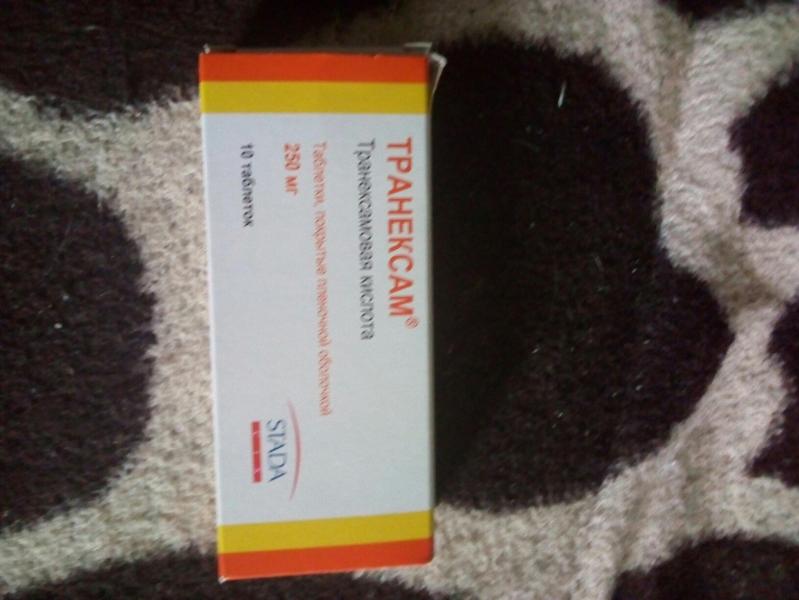 ТРАНЕКСАМ®
Транексамовая кислота
Таблетки, покрытые пленочной оболочкой
250 мг
10 таблеток
STADA